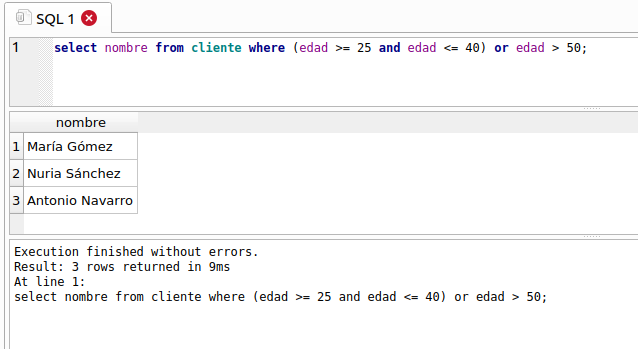 SQL 1
1 select nombre from cliente where (edad >= 25 and edad <= 40) or edad > 50;
nombre
1 María Gómez
2 Nuria Sánchez
3 Antonio Navarro
Execution finished without errors.
Result: 3 rows returned in 9ms
At line 1:
select nombre from cliente where (edad >= 25 and edad <= 40) or edad > 50;